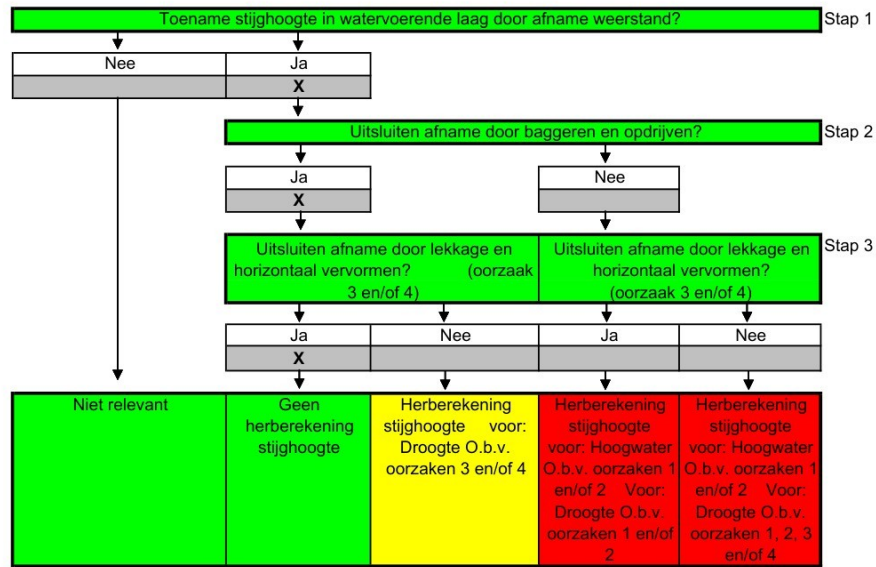 Toename stijghoogte in watervoerende laag door afname weerstand?
Stap 1
Nee
Ja
X
Uitsluiten afname door baggeren en opdrijven?
Stap 2
Ja
Nee
X
Uitsluiten afname door lekkage en
horizontaal vervormen? (oorzaak
3 en/of 4)
Uitsluiten afname door lekkage en
horizontaal vervormen?
(oorzaak 3 en/of 4)
Stap 3
Ja
Nee
Ja
Nee
X
Niet relevant
Geen
herberekening
stijghoogte
Herberekening
stijghoogte voor:
Droogte O.b.v.
oorzaken 3 en/of 4
Herberekening
stijghoogte
voor: Hoogwater
O.b.v. oorzaken 1
en/of 2 Voor:
Droogte O.b.v.
oorzaken 1 en/of
2
Herberekening
stijghoogte
voor: Hoogwater
O.b.v. oorzaken 1
en/of 2 Voor:
Droogte O.b.v.
oorzaken 1, 2, 3
en/of 4